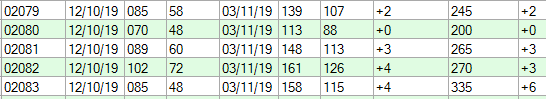 02079 12/10/19 085 58 03/11/19 139 107 +2 245 +2
02080 12/10/19 070 48 03/11/19 113 88 +0 200 +0
02081 12/10/19 089 60 03/11/19 148 113 +3 265 +3
02082 12/10/19 102 72 03/11/19 161 126 +4 270 +3
02083 12/10/19 085 48 03/11/19 158 115 +4 335 +6